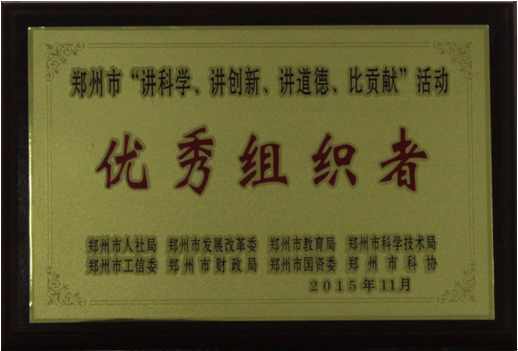 郑州市“讲科学、讲创新、讲道德、比贡献”活动
优秀组织者
郑州市人社局 郑州市发展改革委 郑州市教育局 郑州市科学技术局
郑州市工信委 郑州市财政局 郑州市国资委 郑州市科协
2015年11月